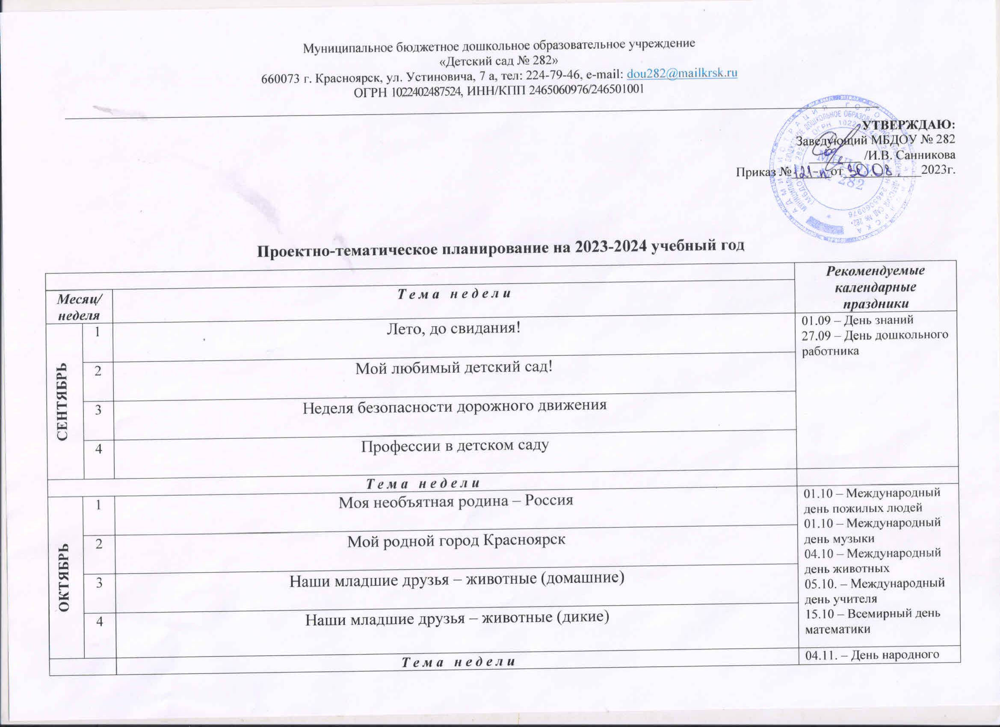 Муниципальное бюджетное дошкольное образовательное учреждение
«Детский сад № 282»
660073 г. Красноярск, ул. Устиновича, 7 а, тел: 224-79-46, e-mail: dou282@mailkrsk.ru
ОГРН 1022402487524, ИНН/КПП 2465060976/246501001
УТВЕРЖДАЮ:
Заведующий МБДОУ № 282
/И.В. Санникова
Приказ № 121-п от 30.08. 2023г.
Проектно-тематическое планирование на 2023-2024 учебный год
Месяц/
неделя
Тема недели
Рекомендуемые
календарные
праздники
СЕНТЯБРЬ
1 Лето, до свидания!
2 Мой любимый детский сад!
3 Неделя безопасности дорожного движения
4 Профессии в детском саду
01.09 – День знаний
27.09 – День дошкольного
работника
Тема недели
ОКТЯБРЬ
1 Моя необъятная родина – Россия
2 Мой родной город Красноярск
3 Наши младшие друзья – животные (домашние)
4 Наши младшие друзья – животные (дикие)
01.10 – Международный
день пожилых людей
01.10 – Международный
день музыки
04.10 – Международный
день животных
05.10. – Международный
день учителя
15.10 – Всемирный день
математики
Тема недели
04.11. – День народного